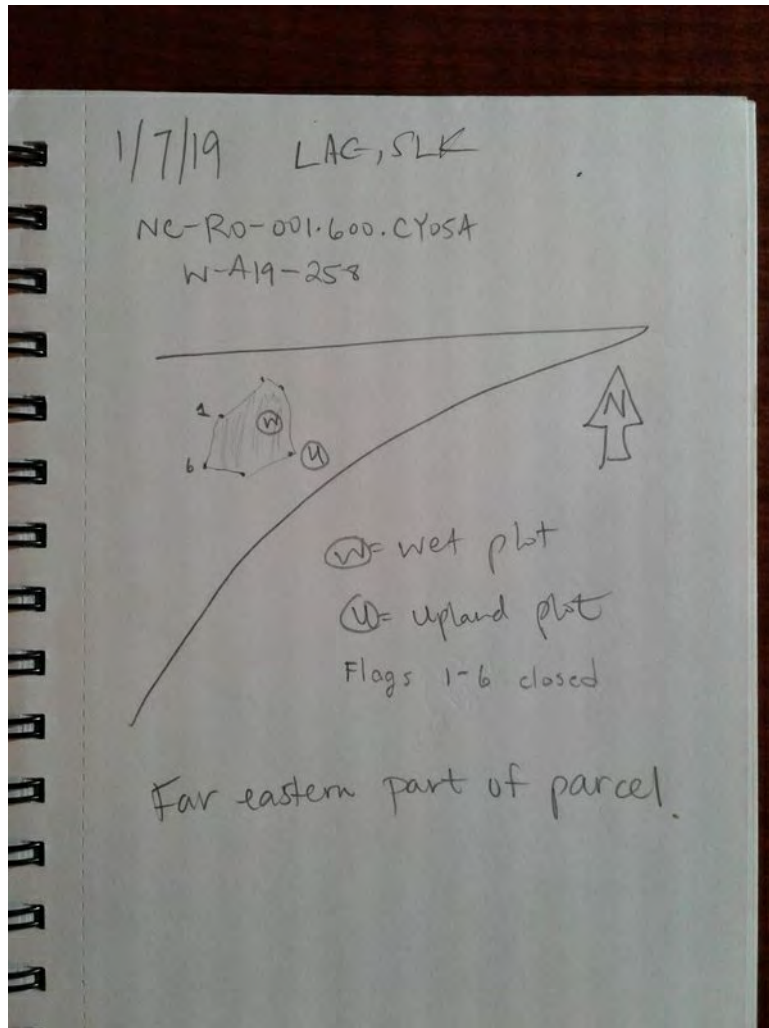 1/7/19 LAG, SLK
NC-RO-001.600.CY05A
W-A19-258
N
1
W
6
U
W = wet plot
U = upland plot
Flags 1-6 closed
Far eastern part of parcel.